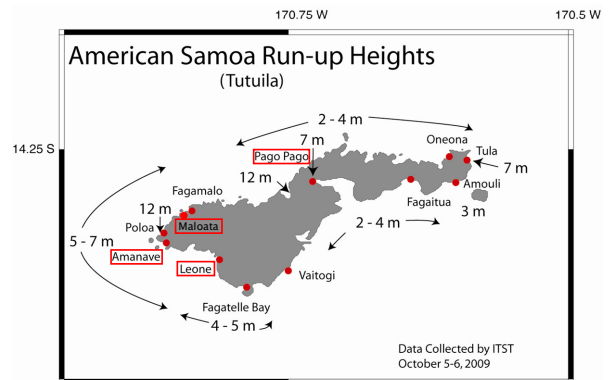 170.75 W
170.5 W
American Samoa Run-up Heights
(Tutuila)
14.25 S
2 - 4 m
7 m
Pago Pago
12 m
Oneona
Tula
7 m
Amouli
3 m
Fagaitua
2 - 4 m
Fagamalo
12 m
Maloata
Poloa
5 - 7 m
Amanave
Leone
Vaitogi
Fagatelle Bay
4 - 5 m
Data Collected by ITST
October 5-6, 2009